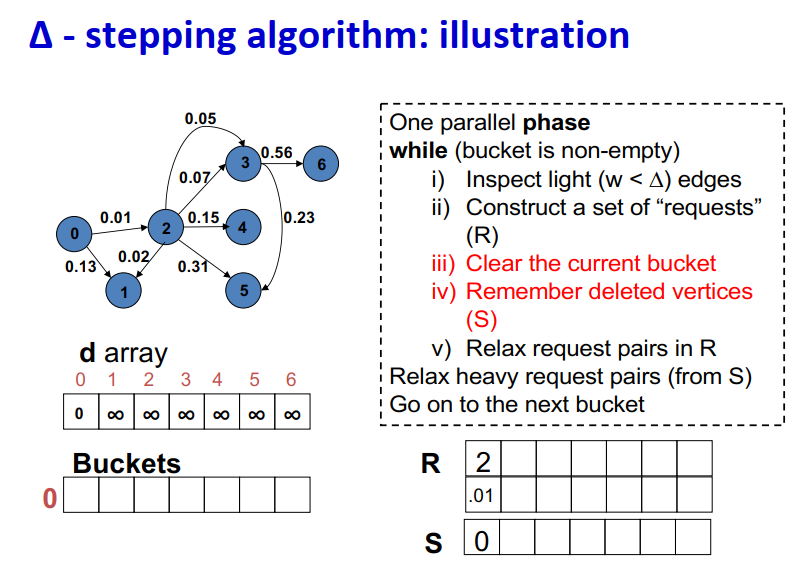 Δ - stepping algorithm: illustration
0.05
3
0.56
6
0.07
0.01
2
0.15
4
0.23
0
0.13
0.02
0.31
1
5
d array
0 1 2 3 4 5 6
0 ∞ ∞ ∞ ∞ ∞ ∞
Buckets
0
One parallel phase
while (bucket is non-empty)
i) Inspect light (w < Δ) edges
ii) Construct a set of “requests”
(R)
iii) Clear the current bucket
iv) Remember deleted vertices
(S)
v) Relax request pairs in R
Relax heavy request pairs (from S)
Go on to the next bucket
R 2
.01
S 0